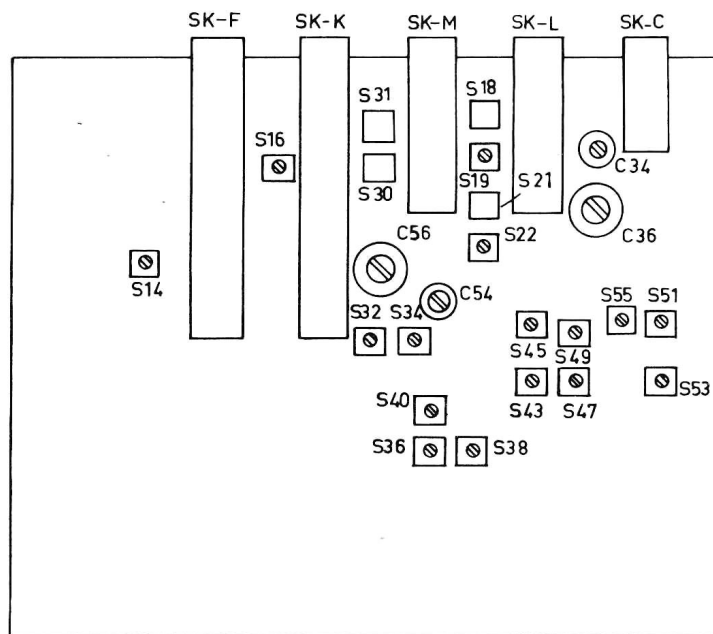 SK-F SK-K SK-M SK-L SK-C
S31 S18
S16
S30 S19 S21 C34
C56 S22 C36
S14 C54
S32 S34 S55 S51
S45 S49
S40 S43 S47 S53
S36 S38